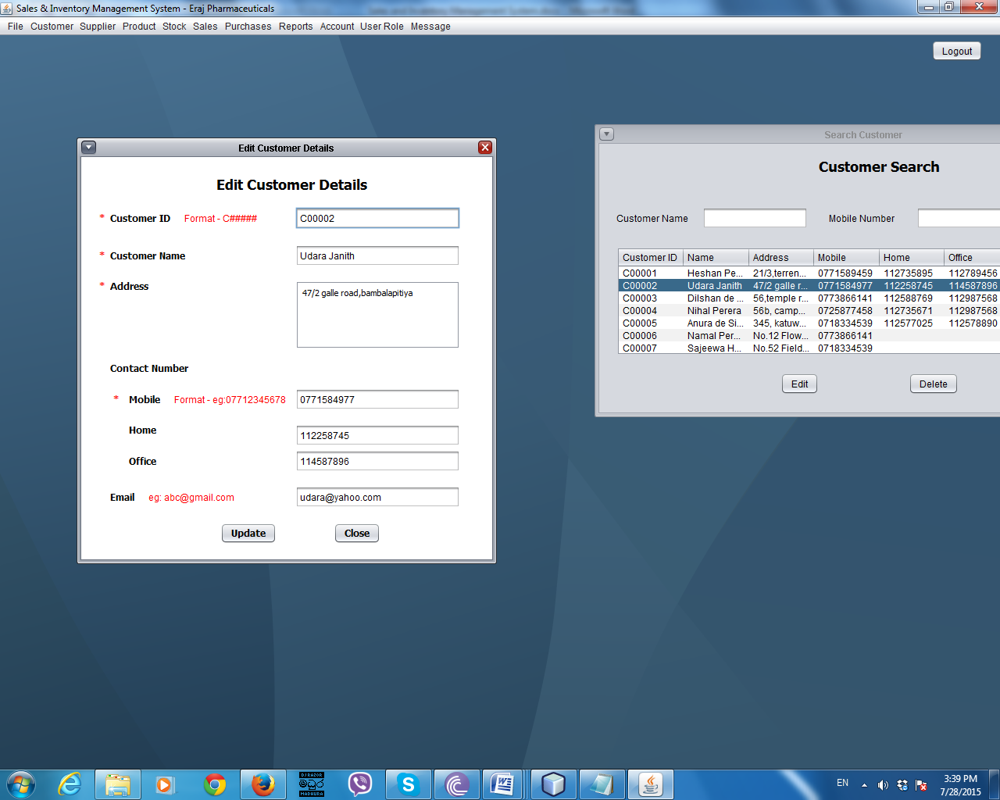 Sales & Inventory Management System - Eraj Pharmaceuticals
File Customer Supplier Product Stock Sales Purchases Reports Account User Role Message
Logout
Edit Customer Details
Edit Customer Details
* Customer ID Format - C##### C00002
* Customer Name Udara Janith
* Address 47/2 galle road,bambalapitiya
Contact Number
* Mobile Format - eg:07712345678 0771584977
Home 112258745
Office 114587896
Email eg: abc@gmail.com udara@yahoo.com
Update Close
Search Customer
Customer Search
Customer Name Mobile Number
Customer ID Name Address Mobile Home Office
C00001 Heshan Pe... 21/3,terren... 0771589459 112735895 112789456
C00002 Udara Janith 47/2 galle r... 0771584977 112258745 114587896
C00003 Dilshan de ... 56,temple r... 0773866141 112588769 112987568
C00004 Nihal Perera 56b, camp... 0725877458 112735671 112987568
C00005 Anura de Si... 345, katuw... 0718334539 112577025 112578890
C00006 Namal Per... No.12 Flow... 0773866141
C00007 Sajeewa H... No.52 Field... 0718334539
Edit Delete
DJ RAZOR
MADHURA
EN
3:39 PM
7/28/2015